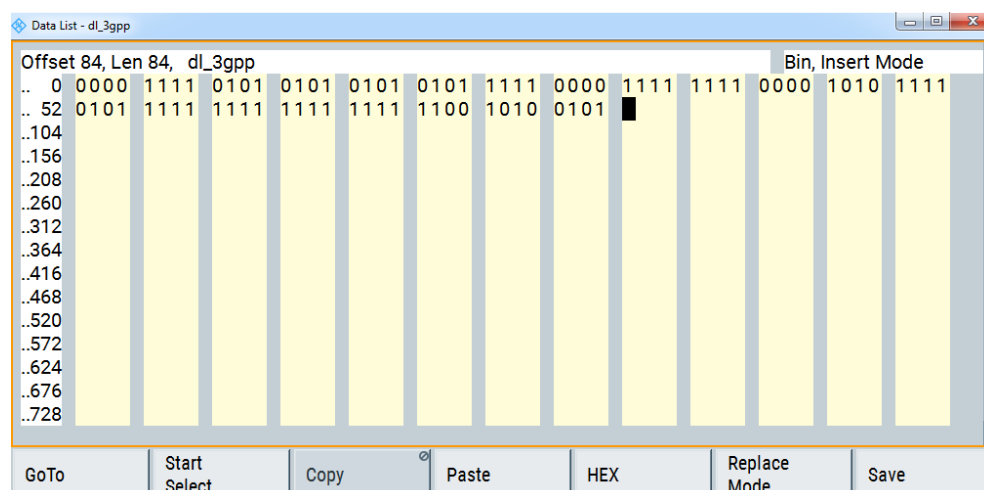 Data List - dl_3gpp
Offset 84, Len 84, dl_3gpp Bin, Insert Mode
.. 0 0000 1111 0101 0101 0101 0101 1111 0000 1111 1111 0000 1010 1111
.. 52 0101 1111 1111 1111 1111 1100 1010 0101
..104
..156
..208
..260
..312
..364
..416
..468
..520
..572
..624
..676
..728
GoTo Start Select Copy Paste HEX Replace Mode Save